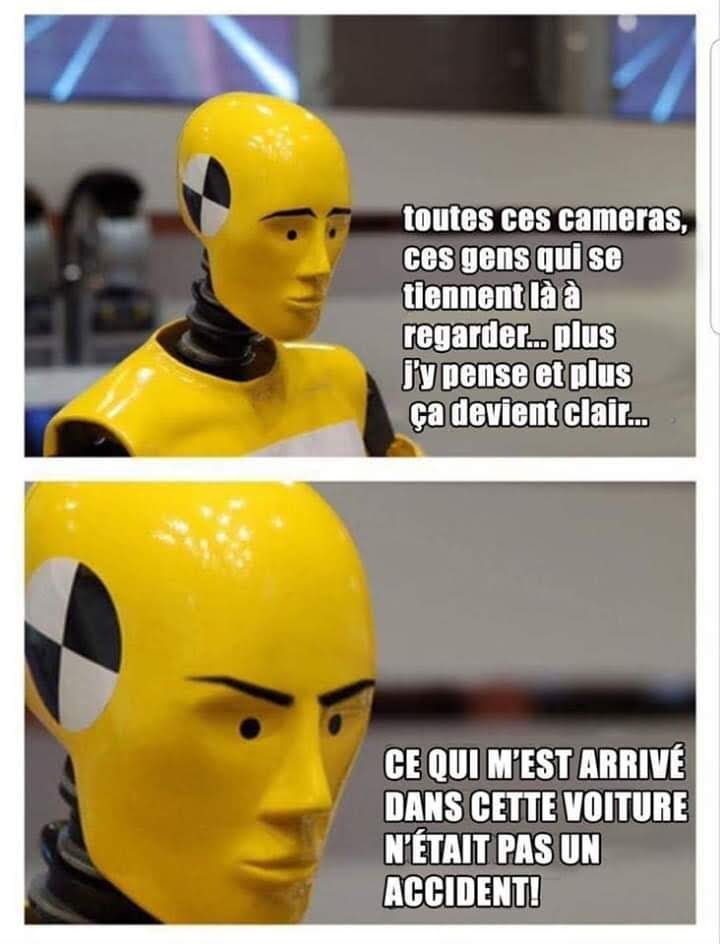 toutes ces cameras,
ces gens qui se
tiennent là à
regarder... plus
j'y pense et plus
ça devient clair...
CE QUI M'EST ARRIVÉ
DANS CETTE VOITURE
N'ÉTAIT PAS UN
ACCIDENT!